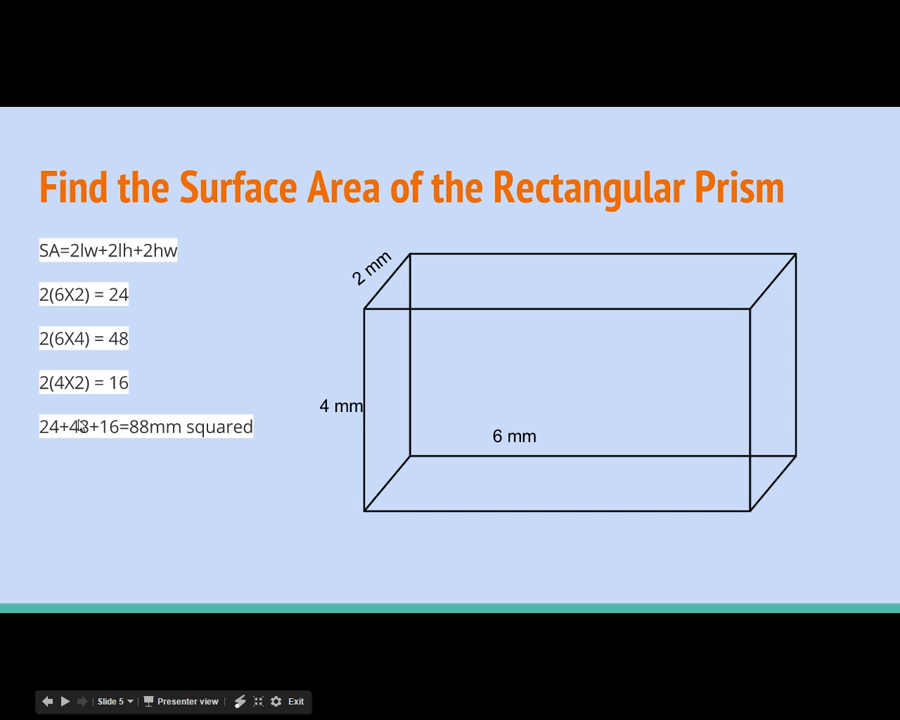 Find the Surface Area of the Rectangular Prism
SA=2lw+2lh+2hw
2(6X2) = 24
2(6X4) = 48
2(4X2) = 16
24+48+16=88mm squared
2 mm
4 mm
6 mm
Slide 5
Presenter view
Exit